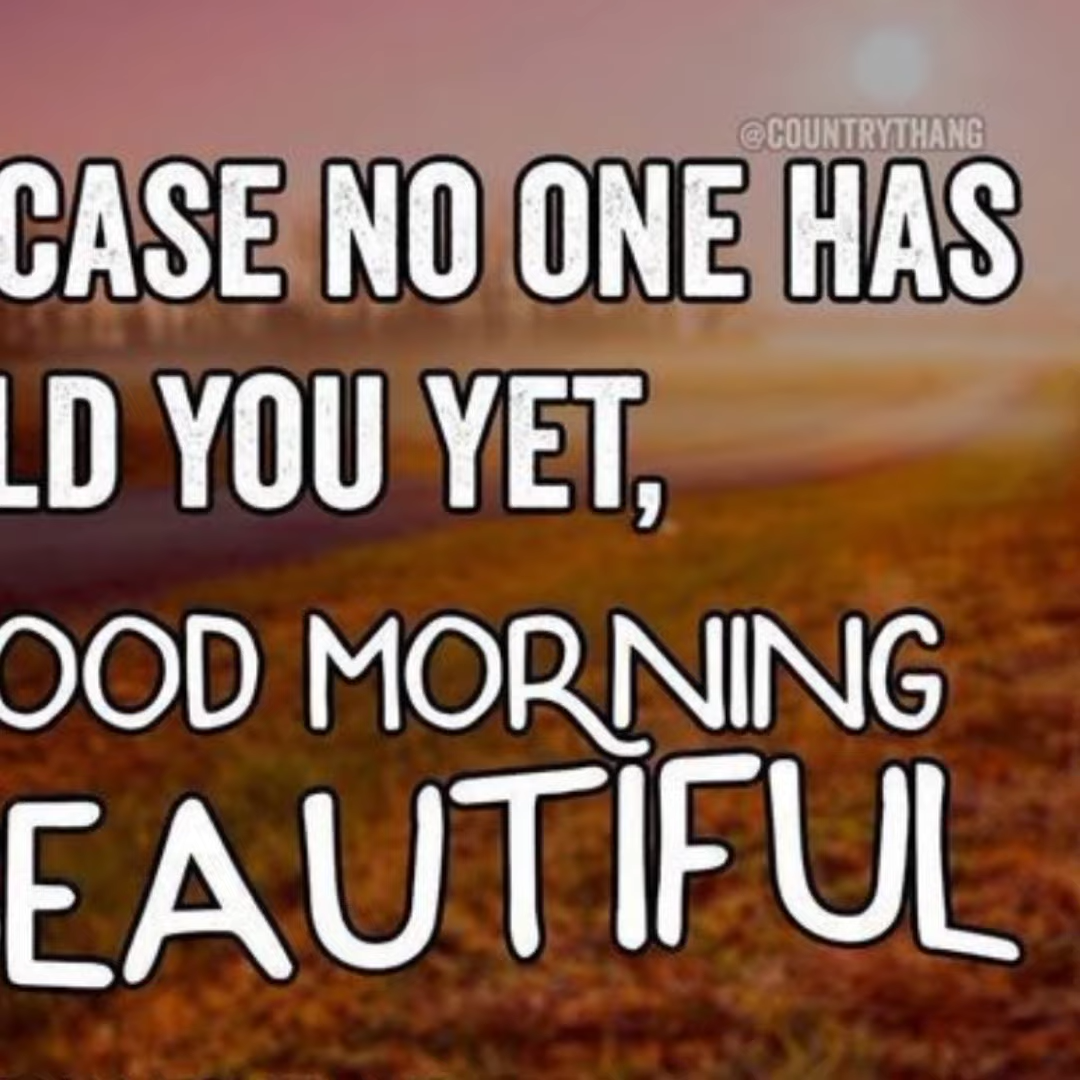 @COUNTRYTHANG
CASE NO ONE HAS
LD YOU YET,
OOD MORNING
EAUTIFUL